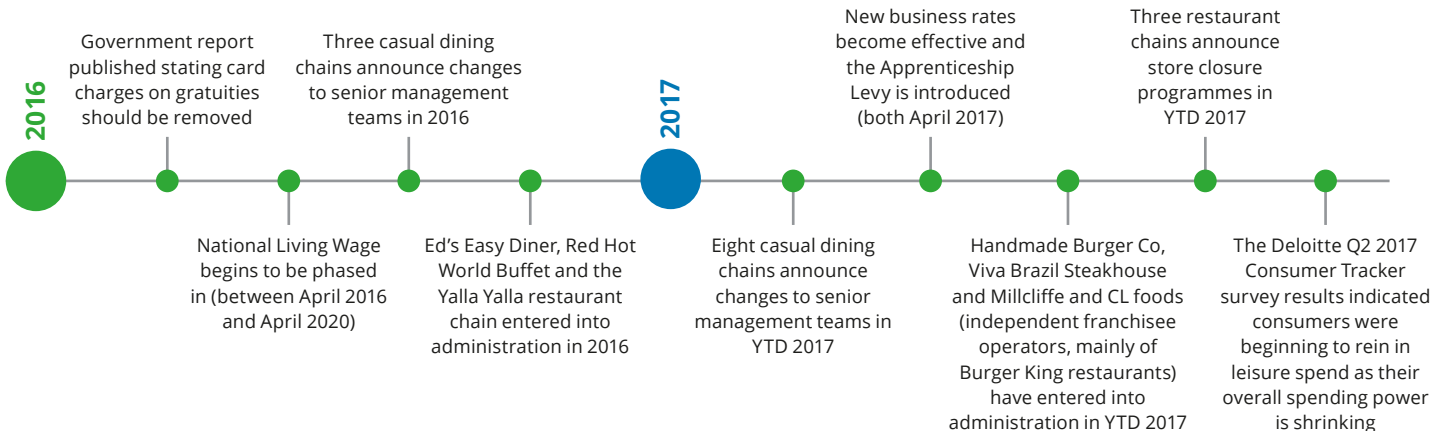 2016
Government report
published stating card
charges on gratuities
should be removed
National Living Wage
begins to be phased
in (between April 2016
and April 2020)
Three casual dining
chains announce changes
to senior management
teams in 2016
Ed's Easy Diner, Red Hot
World Buffet and the
Yalla Yalla restaurant
chain entered into
administration in 2016
2017
Eight casual dining
chains announce
changes to senior
management teams in
YTD 2017
New business rates
become effective and
the Apprenticeship
Levy is introduced
(both April 2017)
Handmade Burger Co,
Viva Brazil Steakhouse
and Millcliffe and CL foods
(independent franchisee
operators, mainly of
Burger King restaurants)
have entered into
administration in YTD 2017
Three restaurant
chains announce
store closure
programmes in
YTD 2017
The Deloitte Q2 2017
Consumer Tracker
survey results indicated
consumers were
beginning to rein in
leisure spend as their
overall spending power
is shrinking